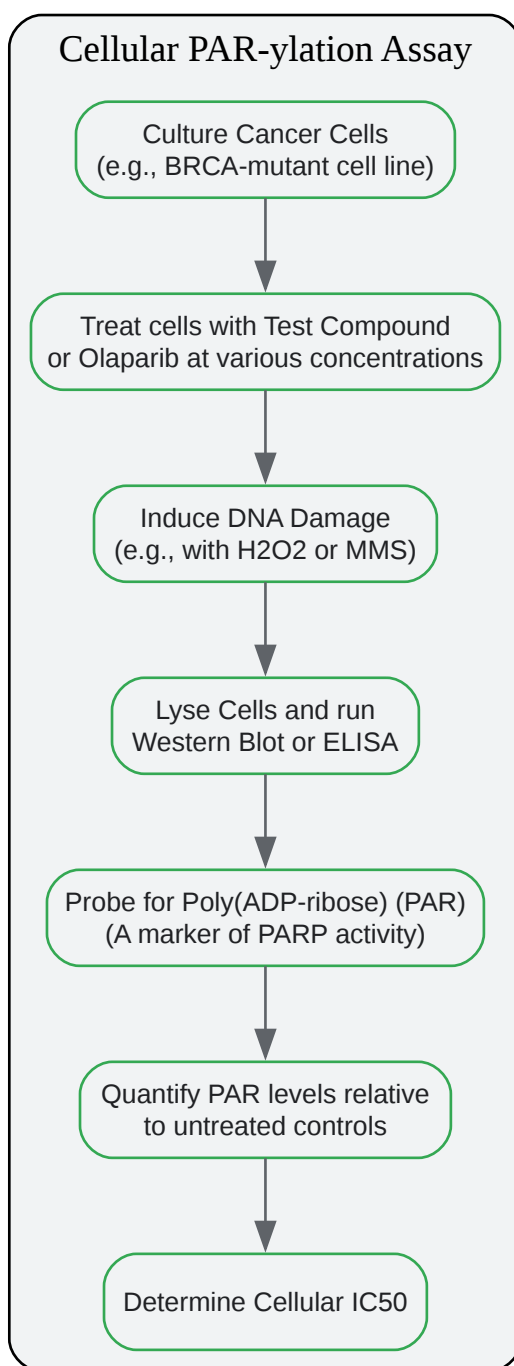 Cellular PAR-ylation Assay
Culture Cancer Cells
(e.g., BRCA-mutant cell line)
Treat cells with Test Compound
or Olaparib at various concentrations
Induce DNA Damage
(e.g., with H2O2 or MMS)
Lyse Cells and run
Western Blot or ELISA
Probe for Poly(ADP-ribose) (PAR)
(A marker of PARP activity)
Quantify PAR levels relative
to untreated controls
Determine Cellular IC50